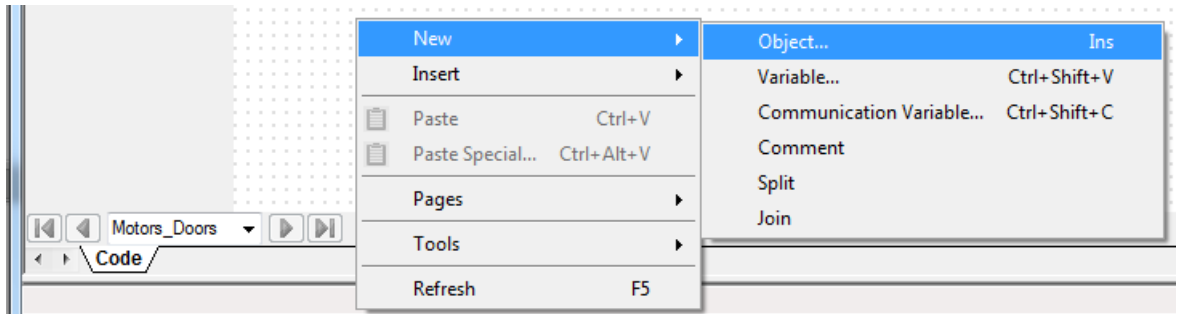 New
Insert
Paste Ctrl+V
Paste Special... Ctrl+Alt+V
Pages
Tools
Refresh F5
Object... Ins
Variable... Ctrl+Shift+V
Communication Variable... Ctrl+Shift+C
Comment
Split
Join
Motors_Doors
Code